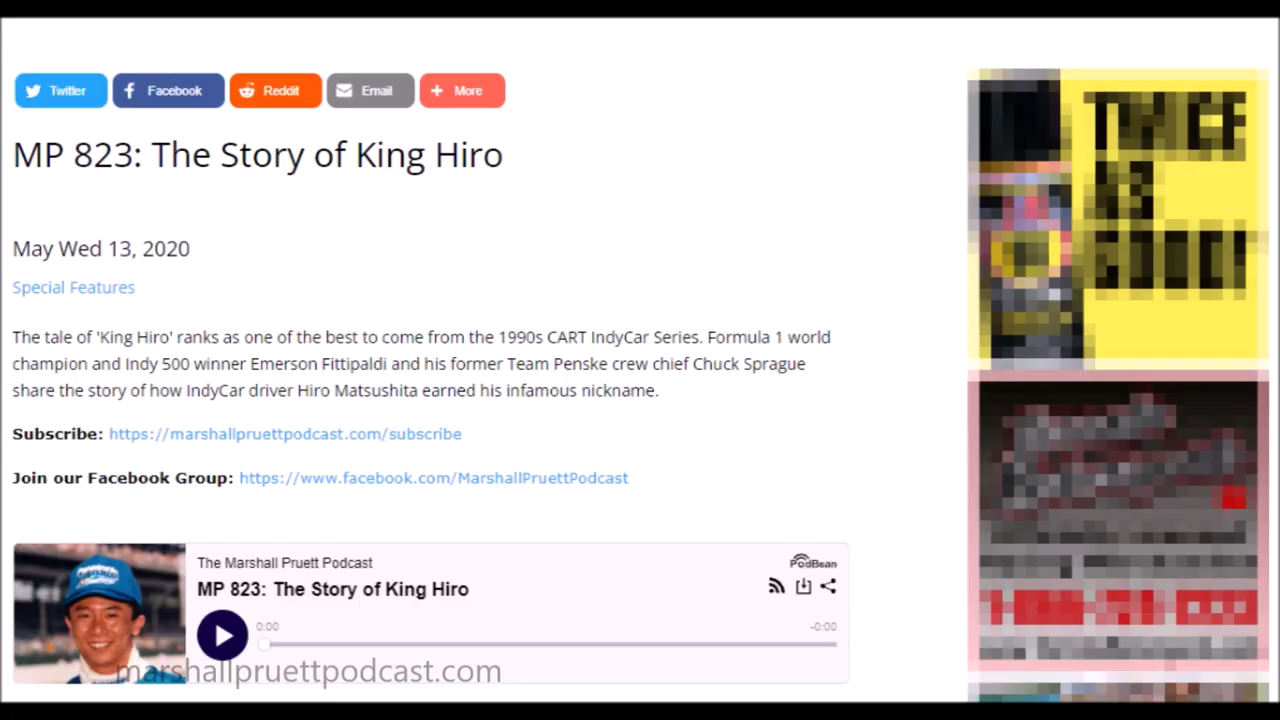 Twitter
Facebook
Reddit
Email
More
MP 823: The Story of King Hiro
May Wed 13, 2020
Special Features
The tale of 'King Hiro' ranks as one of the best to come from the 1990s CART IndyCar Series. Formula 1 world
champion and Indy 500 winner Emerson Fittipaldi and his former Team Penske crew chief Chuck Sprague
share the story of how IndyCar driver Hiro Matsushita earned his infamous nickname.
Subscribe: https://marshallpruettpodcast.com/subscribe
Join our Facebook Group: https://www.facebook.com/MarshallPruettPodcast
The Marshall Pruett Podcast
PodBean
MP 823: The Story of King Hiro
0:00
-0:00
marshallpruettpodcast.com